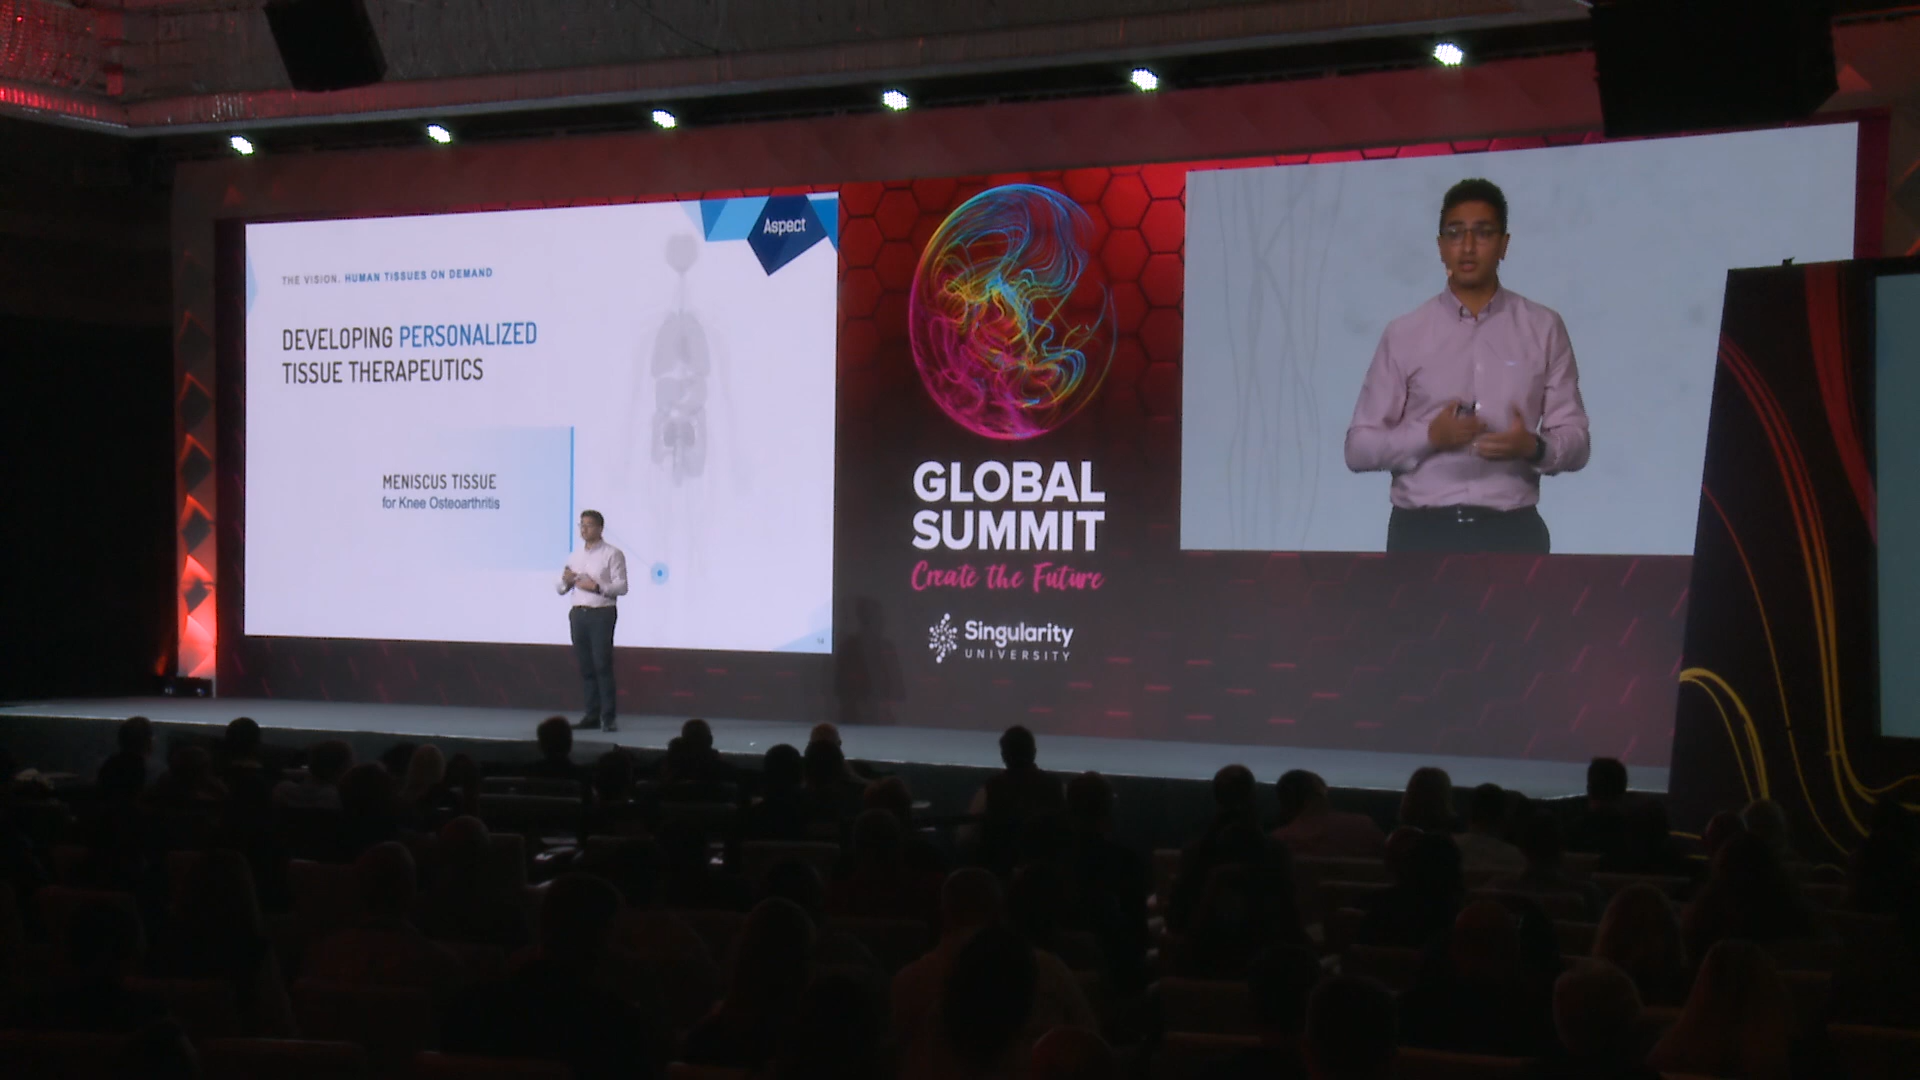 Aspect
THE VISION. HUMAN TISSUES ON DEMAND
DEVELOPING PERSONALIZED
TISSUE THERAPEUTICS
MENISCUS TISSUE
for Knee Osteoarthritis
GLOBAL
SUMMIT
Create the Future
Singularity
UNIVERSITY